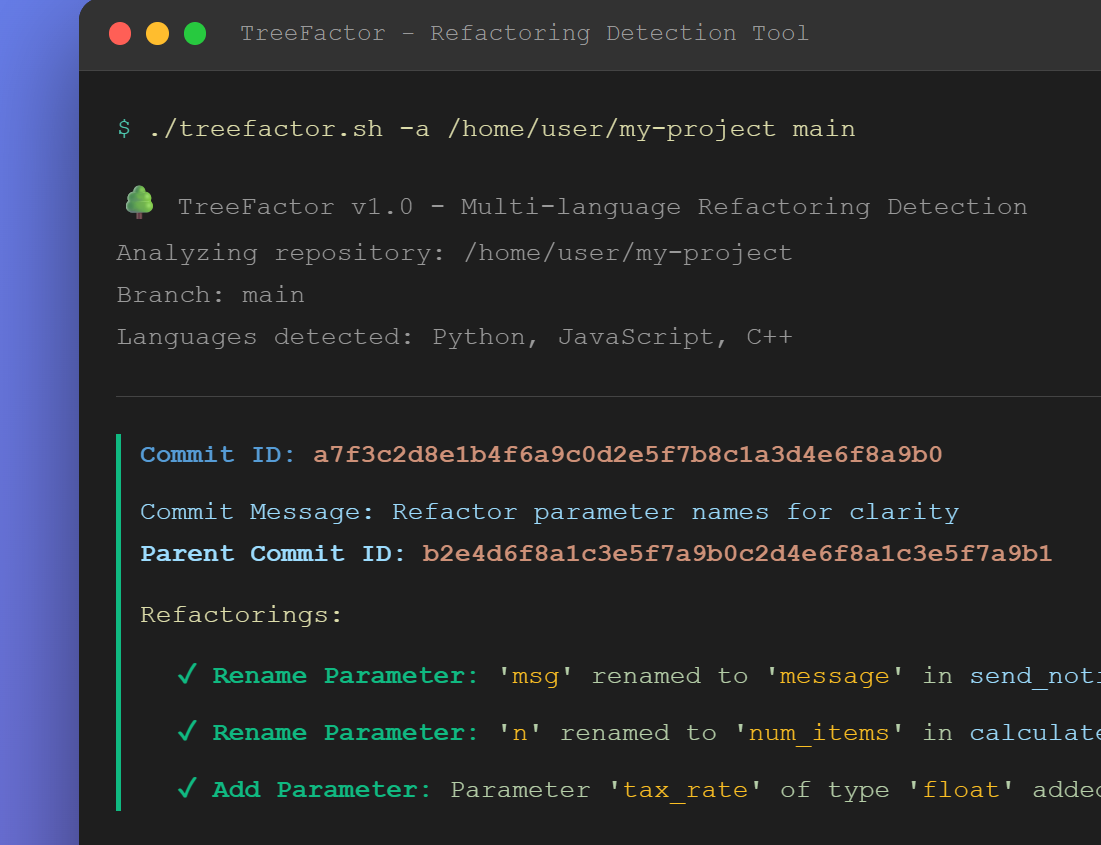 TreeFactor - Refactoring Detection Tool
$ ./treefactor.sh -a /home/user/my-project main
TreeFactor v1.0 - Multi-language Refactoring Detection
Analyzing repository: /home/user/my-project
Branch: main
Languages detected: Python, JavaScript, C++
Commit ID: a7f3c2d8e1b4f6a9c0d2e5f7b8c1a3d4e6f8a9b0
Commit Message: Refactor parameter names for clarity
Parent Commit ID: b2e4d6f8a1c3e5f7a9b0c2d4e6f8a1c3e5f7a9b1
Refactorings:
✓ Rename Parameter: 'msg' renamed to 'message' in send_noti
✓ Rename Parameter: 'n' renamed to 'num_items' in calculate
✓ Add Parameter: Parameter 'tax_rate' of type 'float' added